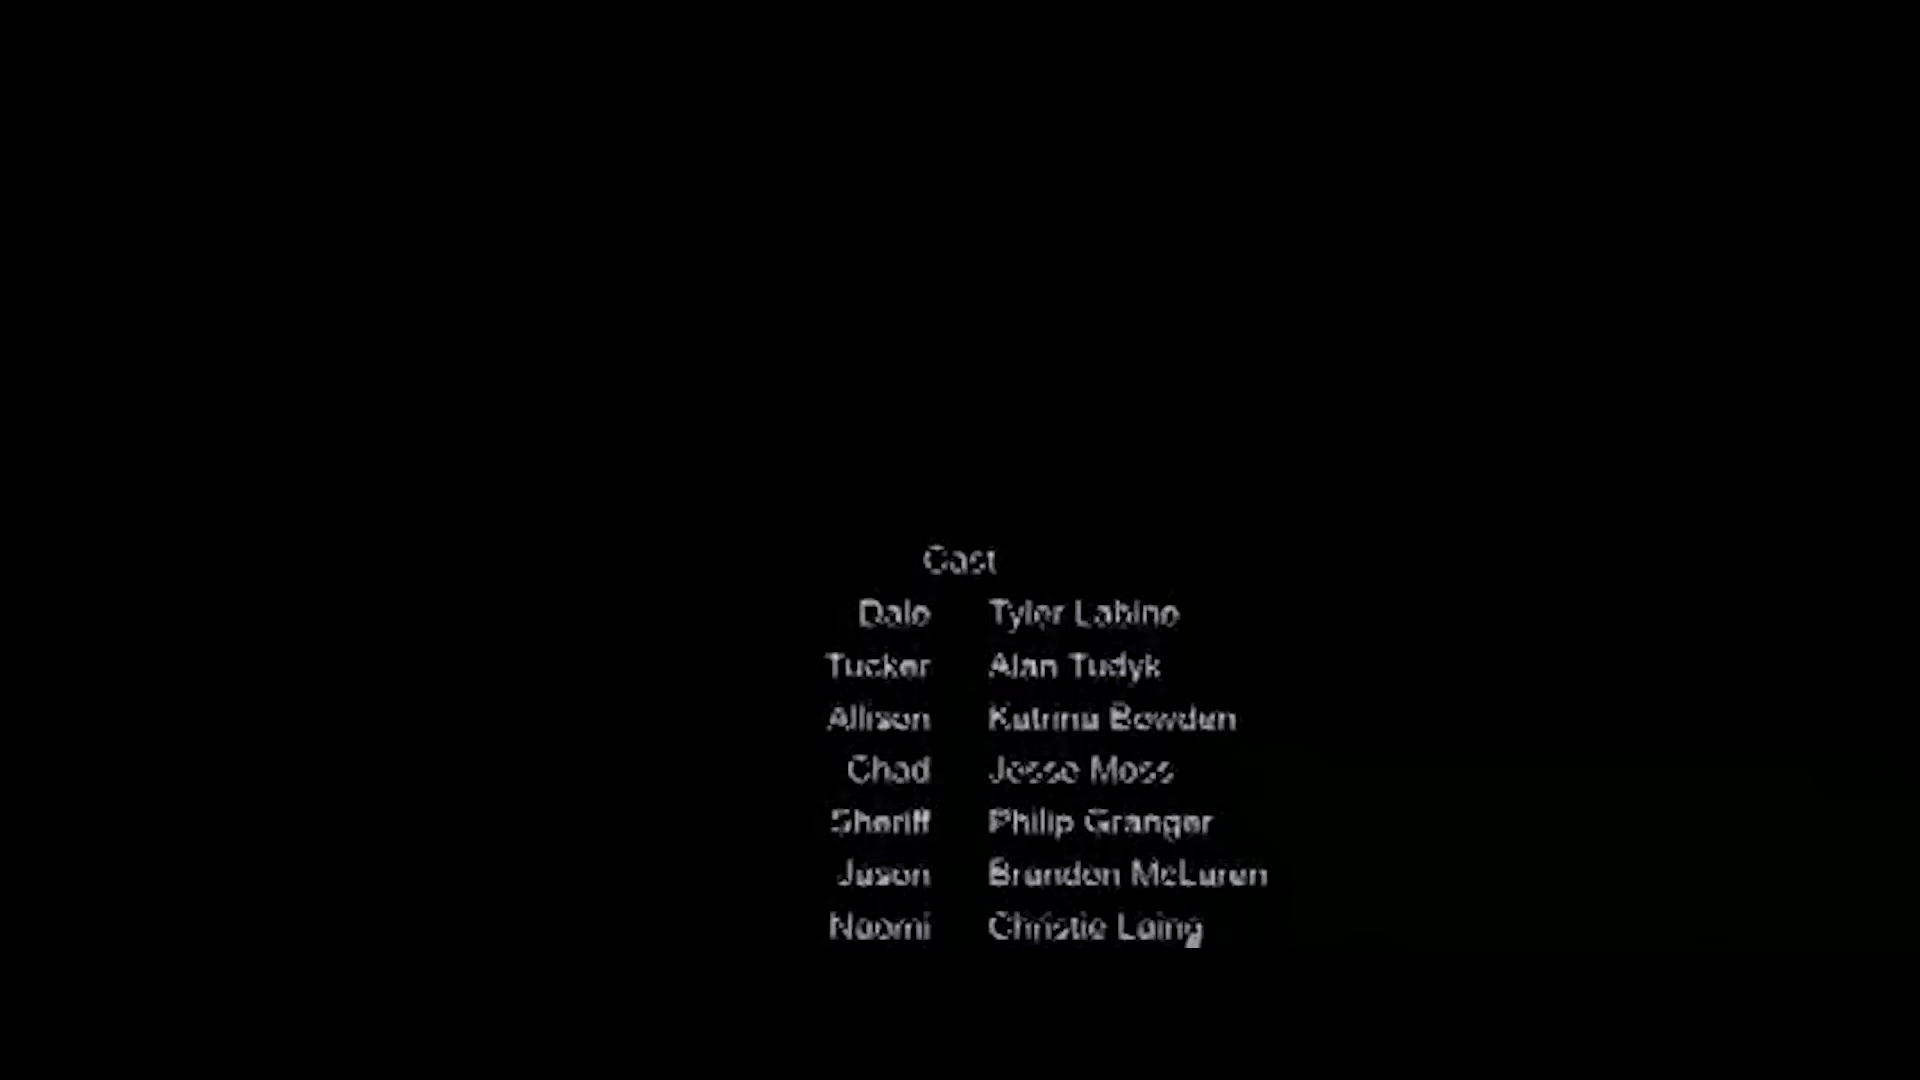 Cast
Dale Tyler Labine
Tucker Alan Tudyk
Allison Katrina Bowden
Chad Jesse Moss
Sheriff Philip Granger
Jason Brandon McLaren
Naomi Christie Laing